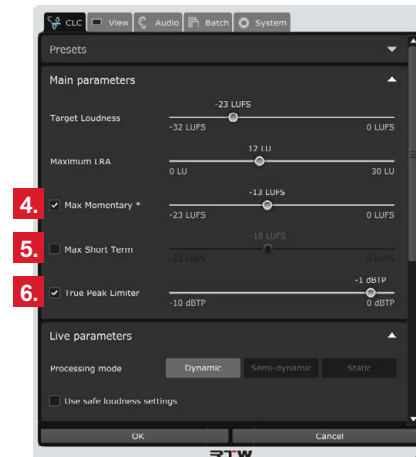 CLC View Audio Batch System
Presets
Main parameters
-23 LUFS
Target Loudness
-32 LUFS 0 LUFS
12 LU
Maximum LRA
0 LU 30 LU
-13 LUFS
4. Max Momentary *
-23 LUFS 0 LUFS
-18 LUFS
5. Max Short Term
0 LUFS
-1 dBTP
6. True Peak Limiter
-10 dBTP 0 dBTP
Live parameters
Processing mode Dynamic Semi-dynamic Static
Use safe loudness settings
OK Cancel
RTW